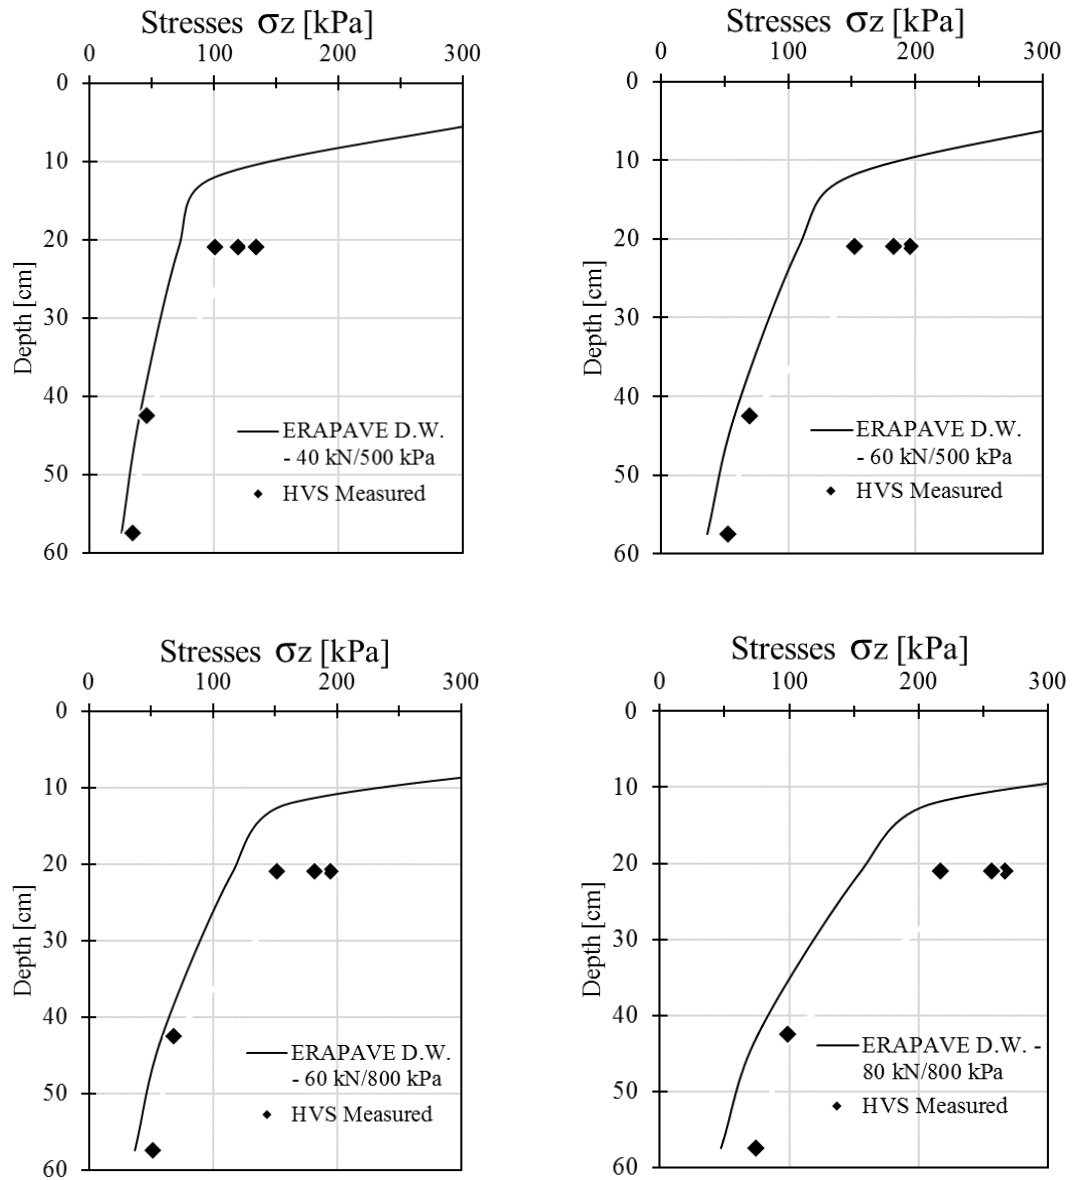 Stresses σz [kPa]
0 100 200 300
0
10
20
30
40
50
60
Depth [cm]
ERAPAVE D.W.
- 40 kN/500 kPa
HVS Measured
Stresses σz [kPa]
0 100 200 300
0
10
20
30
40
50
60
Depth [cm]
ERAPAVE D.W.
- 60 kN/500 kPa
HVS Measured
Stresses σz [kPa]
0 100 200 300
0
10
20
30
40
50
60
Depth [cm]
ERAPAVE D.W.
- 60 kN/800 kPa
HVS Measured
Stresses σz [kPa]
0 100 200 300
0
10
20
30
40
50
60
Depth [cm]
ERAPAVE D.W. -
80 kN/800 kPa
HVS Measured